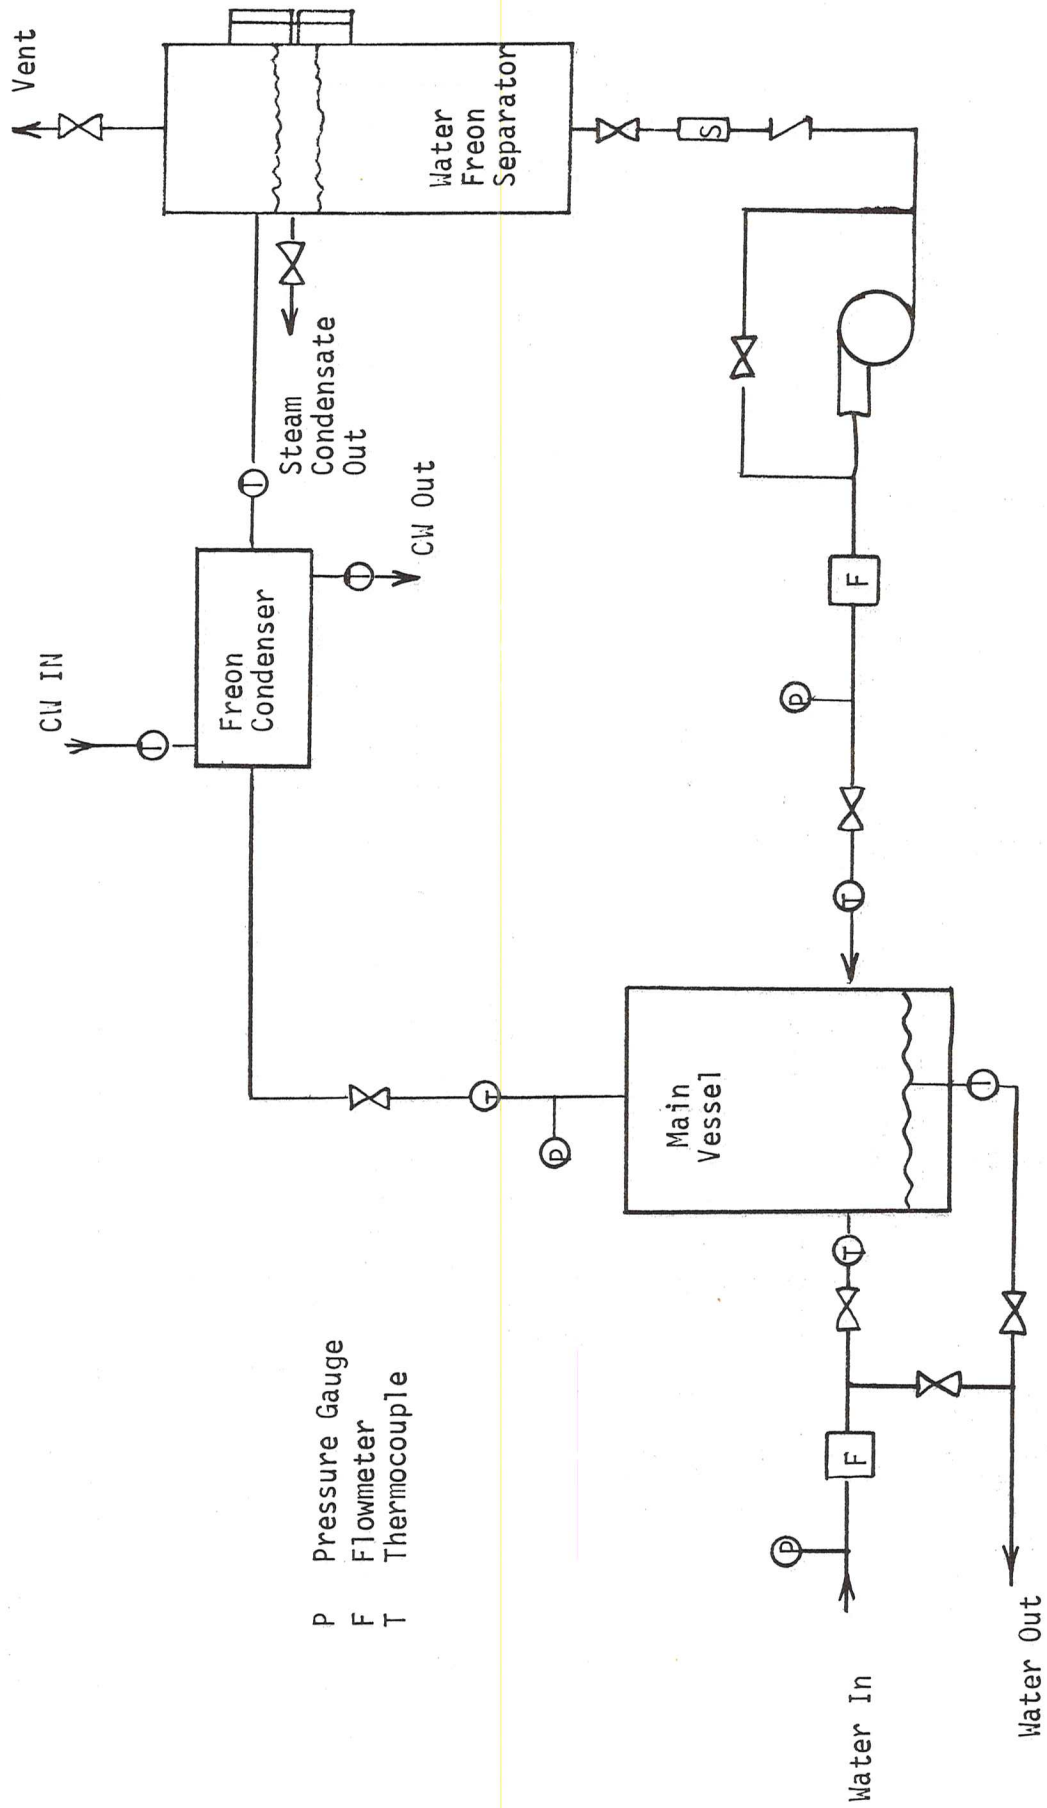 Vent
CW IN
T
Freon
Condenser
T
T
CW Out
Steam
Condensate
Out
Water
Freon
Separator
S
P Pressure Gauge
F Flowmeter
T Thermocouple
T
P
Main
Vessel
P
P
F
T
T
F
T
Water In
Water Out